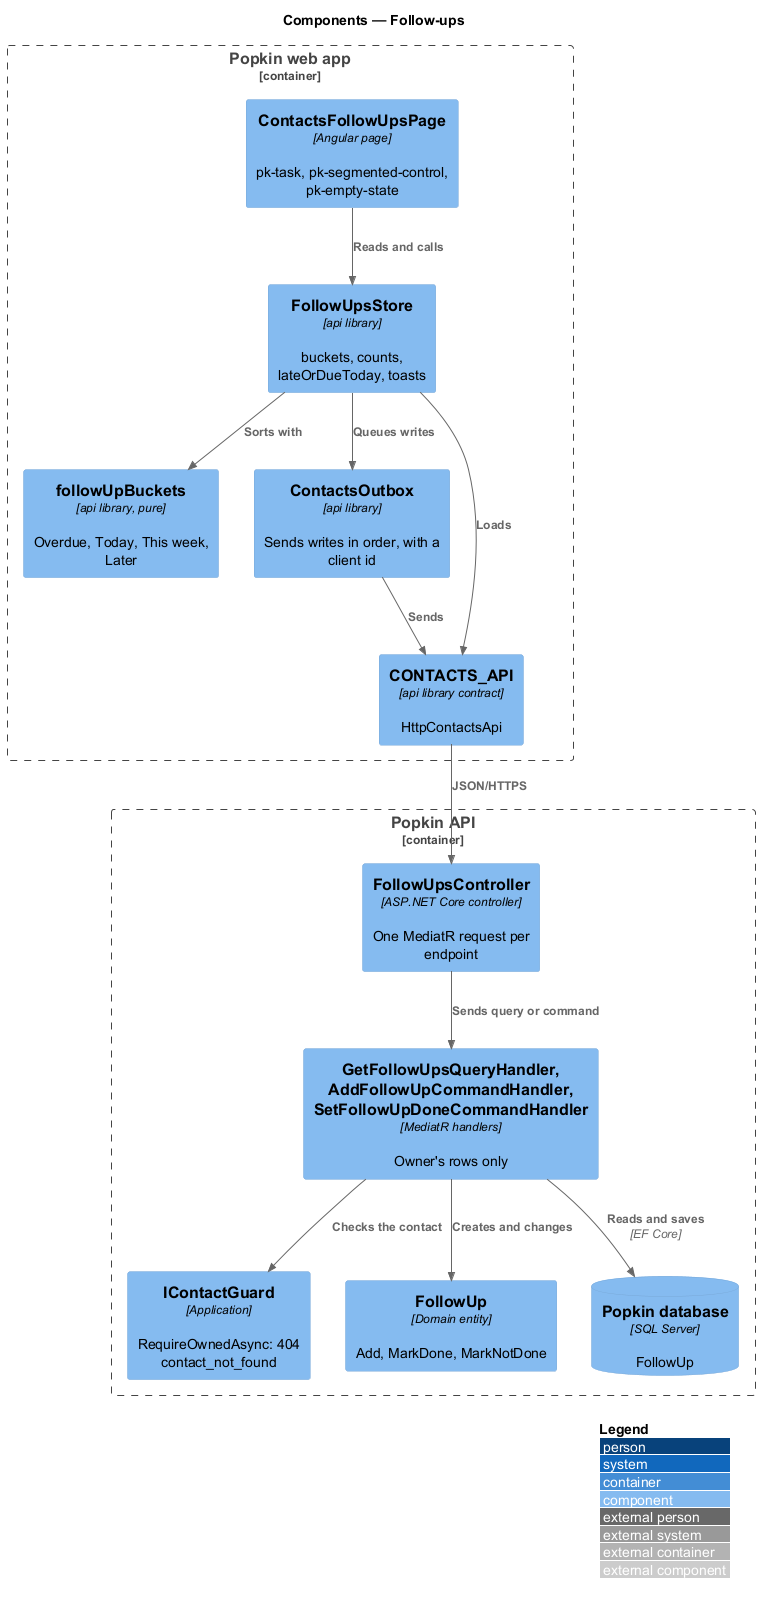 Components — Follow-ups
Popkin web app
[container]
ContactsFollowUpsPage
[Angular page]
pk-task, pk-segmented-control,
pk-empty-state
Reads and calls
FollowUpsStore
[api library]
buckets, counts,
lateOrDueToday, toasts
Sorts with
Queues writes
Loads
followUpBuckets
[api library, pure]
Overdue, Today, This week,
Later
ContactsOutbox
[api library]
Sends writes in order, with a
client id
Sends
CONTACTS_API
[api library contract]
HttpContactsApi
JSON/HTTPS
Popkin API
[container]
FollowUpsController
[ASP.NET Core controller]
One MediatR request per
endpoint
Sends query or command
GetFollowUpsQueryHandler,
AddFollowUpCommandHandler,
SetFollowUpDoneCommandHandler
[MediatR handlers]
Owner's rows only
Checks the contact
Creates and changes
Reads and saves
[EF Core]
IContactGuard
[Application]
RequireOwnedAsync: 404
contact_not_found
FollowUp
[Domain entity]
Add, MarkDone, MarkNotDone
Popkin database
[SQL Server]
FollowUp
Legend
person
system
container
component
external person
external system
external container
external component